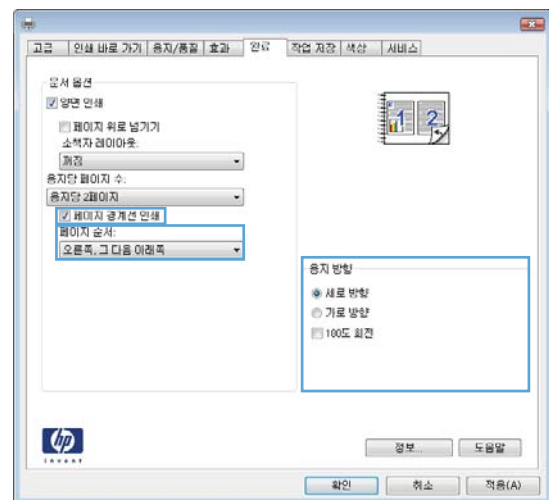 고급 인쇄 바로 가기 용지/품질 효과 완료 작업 저장 색상 서비스
문서 옵션
양면 인쇄
페이지 위로 넘기기
소책자 레이아웃:
꺼짐
용지당 페이지 수:
용지당 2페이지
페이지 경계선 인쇄
페이지 순서:
오른쪽, 그 다음 아래쪽
1 2
용지 방향
세로 방향
가로 방향
180도 회전
hp
invent
정보... 도움말
확인 취소 적용(A)